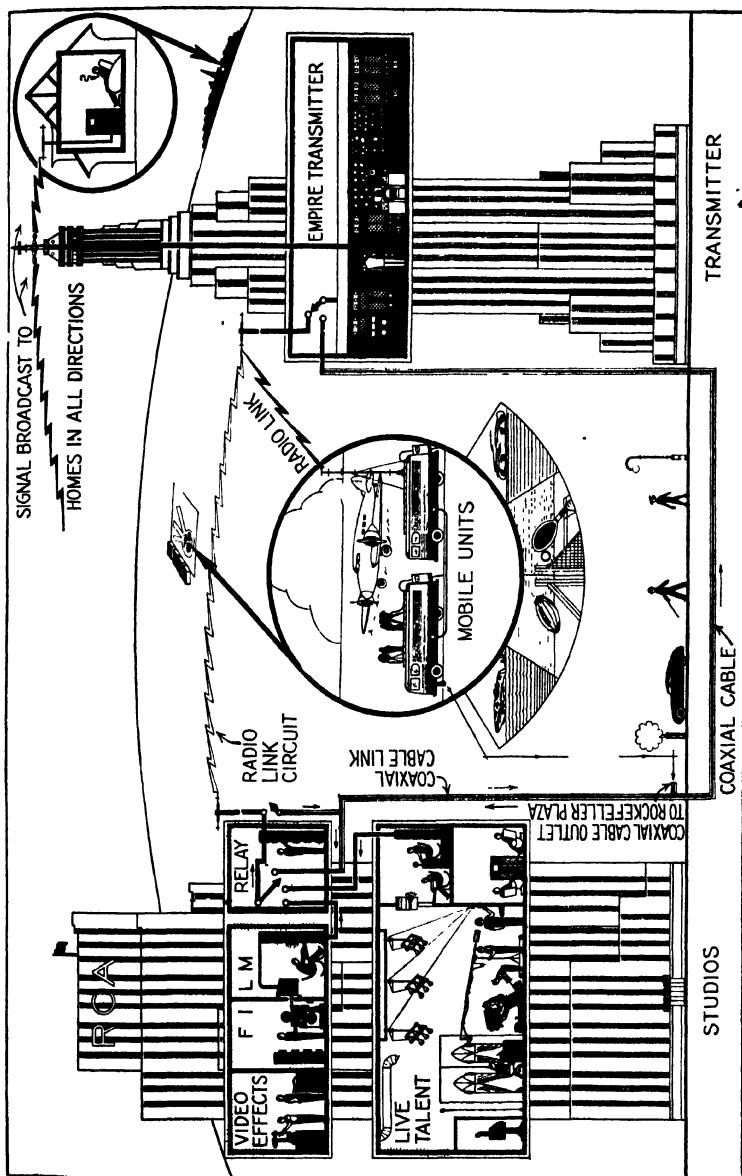 SIGNAL BROADCAST TO
HOMES IN ALL DIRECTIONS
RCA
VIDEO
EFFECTS
FILM
RELAY
RADIO
LINK
CIRCUIT
RADIO LINK
EMPIRE TRANSMITTER
LIVE
TALENT
COAXIAL
CABLE LINK
MOBILE UNITS
COAXIAL CABLE OUTLET
TO ROCKEFELLER PLAZA
COAXIAL CABLE
STUDIOS
TRANSMITTER